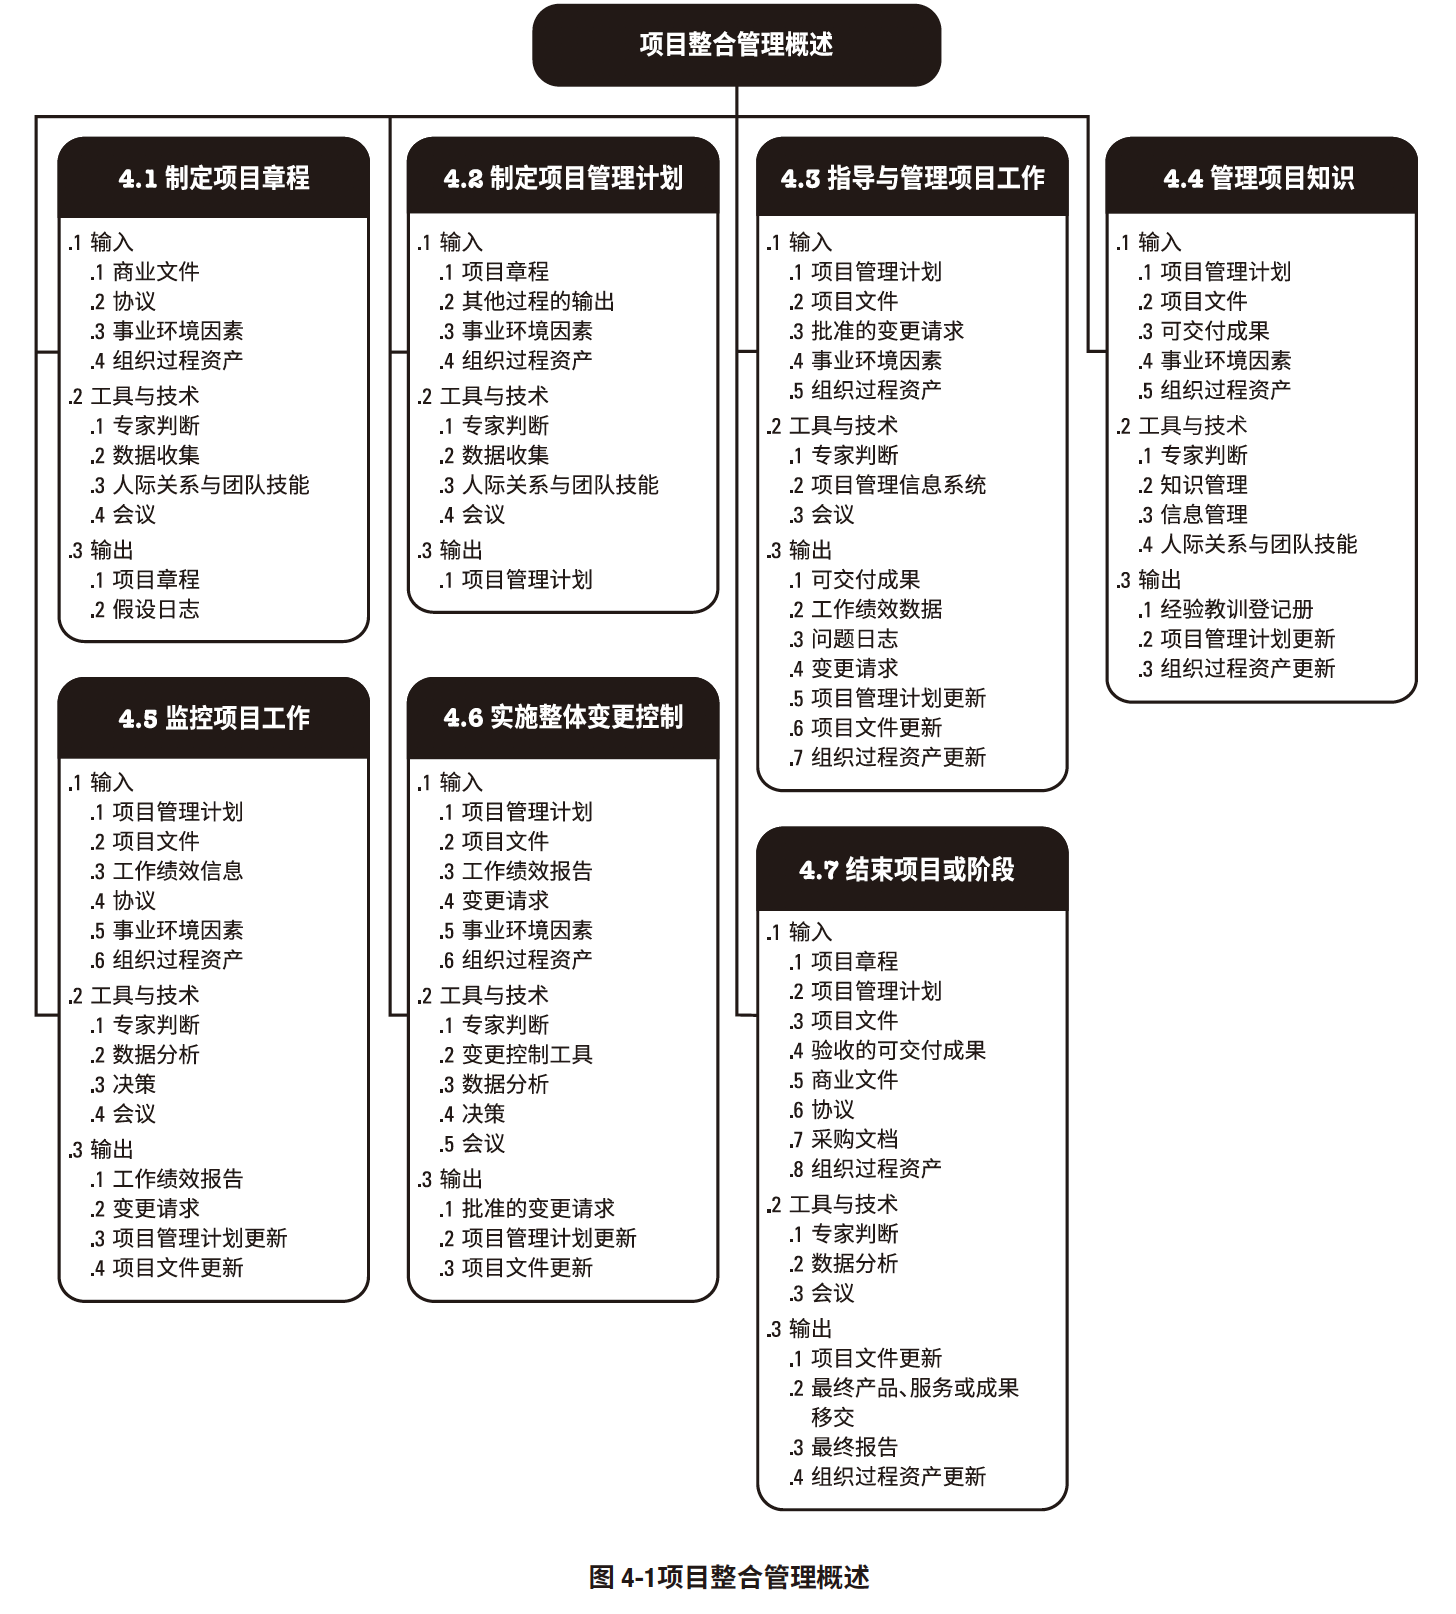 项目整合管理概述
4.1 制定项目章程
.1 输入
.1 商业文件
.2 协议
.3 事业环境因素
.4 组织过程资产
.2 工具与技术
.1 专家判断
.2 数据收集
.3 人际关系与团队技能
.4 会议
.3 输出
.1 项目章程
.2 假设日志
4.2 制定项目管理计划
.1 输入
.1 项目章程
.2 其他过程的输出
.3 事业环境因素
.4 组织过程资产
.2 工具与技术
.1 专家判断
.2 数据收集
.3 人际关系与团队技能
.4 会议
.3 输出
.1 项目管理计划
4.3 指导与管理项目工作
.1 输入
.1 项目管理计划
.2 项目文件
.3 批准的变更请求
.4 事业环境因素
.5 组织过程资产
.2 工具与技术
.1 专家判断
.2 项目管理信息系统
.3 会议
.3 输出
.1 可交付成果
.2 工作绩效数据
.3 问题日志
.4 变更请求
.5 项目管理计划更新
.6 项目文件更新
.7 组织过程资产更新
4.4 管理项目知识
.1 输入
.1 项目管理计划
.2 项目文件
.3 可交付成果
.4 事业环境因素
.5 组织过程资产
.2 工具与技术
.1 专家判断
.2 知识管理
.3 信息管理
.4 人际关系与团队技能
.3 输出
.1 经验教训登记册
.2 项目管理计划更新
.3 组织过程资产更新
4.5 监控项目工作
.1 输入
.1 项目管理计划
.2 项目文件
.3 工作绩效信息
.4 协议
.5 事业环境因素
.6 组织过程资产
.2 工具与技术
.1 专家判断
.2 数据分析
.3 决策
.4 会议
.3 输出
.1 工作绩效报告
.2 变更请求
.3 项目管理计划更新
.4 项目文件更新
4.6 实施整体变更控制
.1 输入
.1 项目管理计划
.2 项目文件
.3 工作绩效报告
.4 变更请求
.5 事业环境因素
.6 组织过程资产
.2 工具与技术
.1 专家判断
.2 变更控制工具
.3 数据分析
.4 决策
.5 会议
.3 输出
.1 批准的变更请求
.2 项目管理计划更新
.3 项目文件更新
4.7 结束项目或阶段
.1 输入
.1 项目章程
.2 项目管理计划
.3 项目文件
.4 验收的可交付成果
.5 商业文件
.6 协议
.7 采购文档
.8 组织过程资产
.2 工具与技术
.1 专家判断
.2 数据分析
.3 会议
.3 输出
.1 项目文件更新
.2 最终产品、服务或成果
移交
.3 最终报告
.4 组织过程资产更新
图 4-1项目整合管理概述